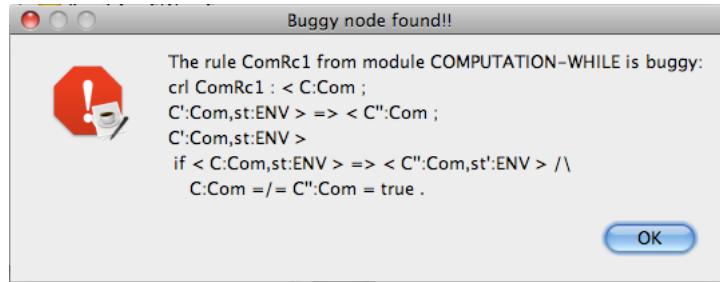 Buggy node found!!
The rule ComRc1 from module COMPUTATION-WHILE is buggy:
crl ComRc1 : < C:Com ;
C':Com,st:ENV > => < C'':Com ;
C':Com,st:ENV >
if < C:Com,st:ENV > => < C'':Com,st':ENV > /\
C:Com =/= C'':Com = true .
OK